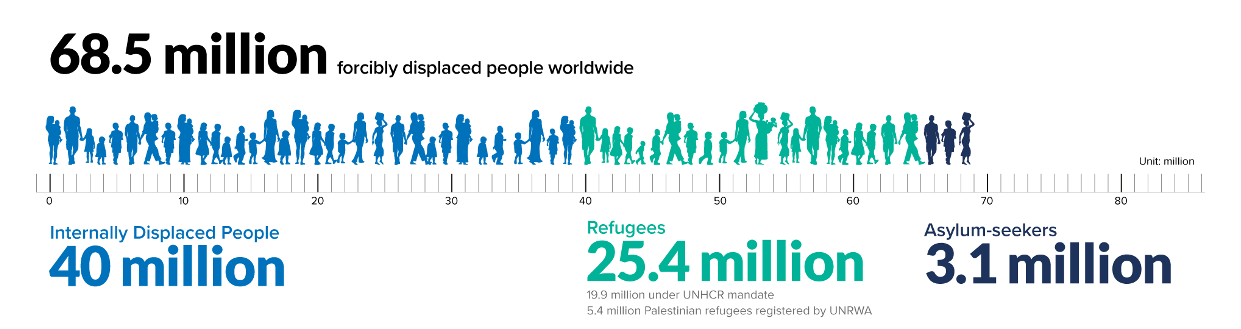 68.5 million forcibly displaced people worldwide
Unit: million
0 10 20 30 40 50 60 70 80
Internally Displaced People
40 million
Refugees
25.4 million
19.9 million under UNHCR mandate
5.4 million Palestinian refugees registered by UNRWA
Asylum-seekers
3.1 million